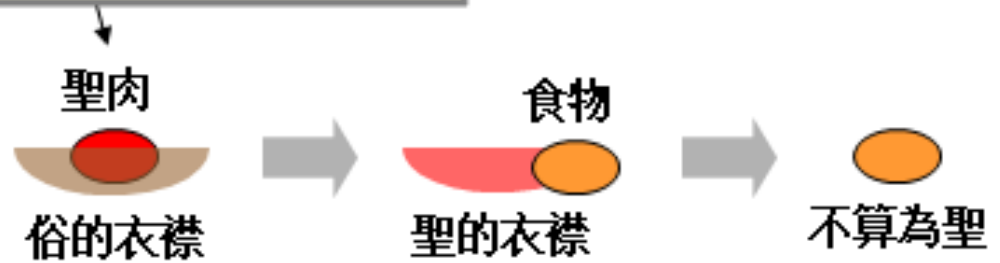 聖肉
食物
俗的衣襟
聖的衣襟
不算為聖